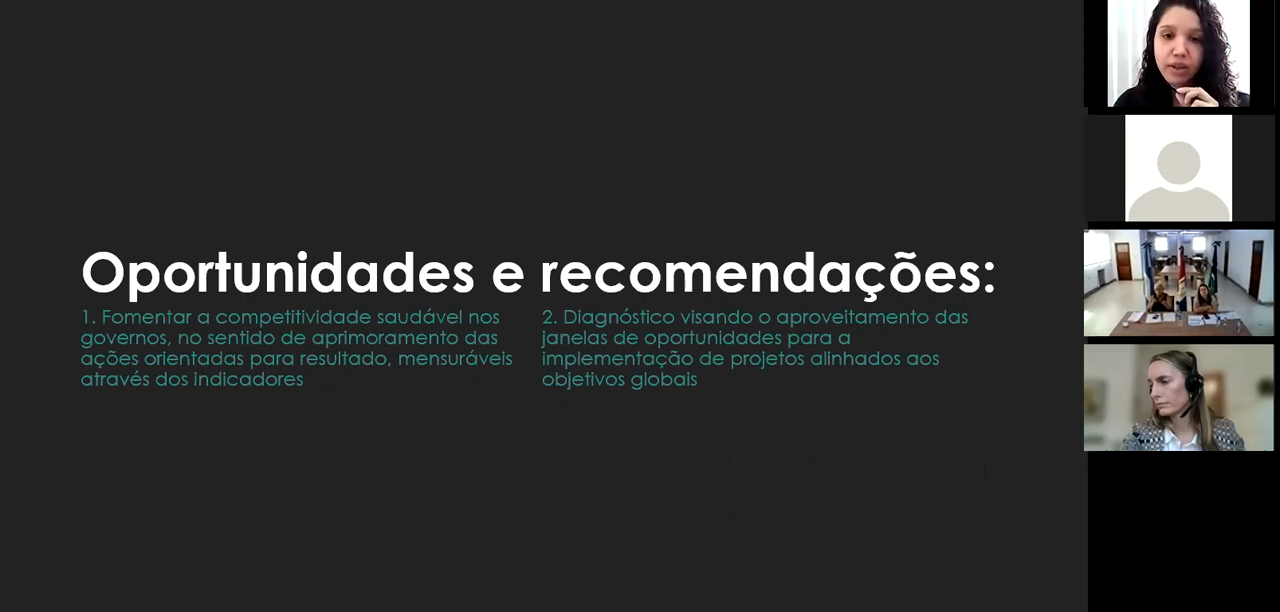 Oportunidades e recomendações:
1. Fomentar a competitividade saudável nos
governos, no sentido de aprimoramento das
ações orientadas para resultado, mensuráveis
através dos indicadores
2. Diagnóstico visando o aproveitamento das
janelas de oportunidades para a
implementação de projetos alinhados aos
objetivos globais